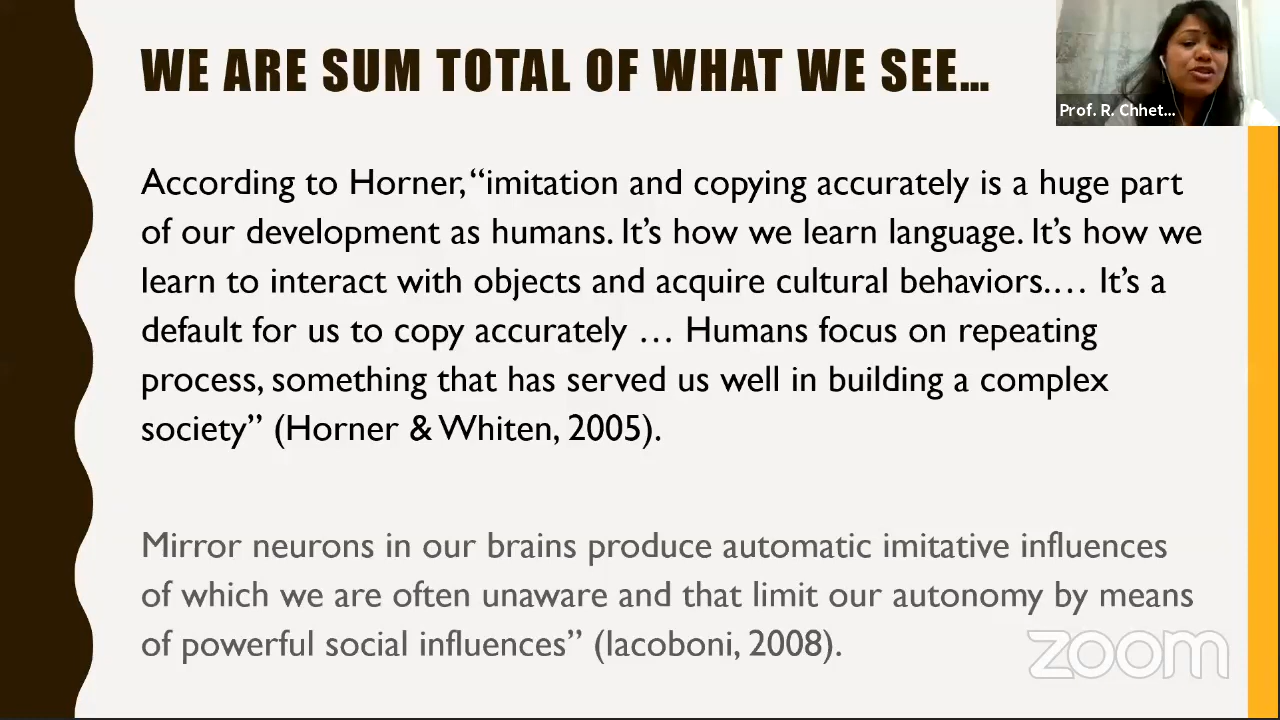 WE ARE SUM TOTAL OF WHAT WE SEE…
Prof. R. Chhet...
According to Horner, “imitation and copying accurately is a huge part
of our development as humans. It’s how we learn language. It’s how we
learn to interact with objects and acquire cultural behaviors.… It’s a
default for us to copy accurately … Humans focus on repeating
process, something that has served us well in building a complex
society” (Horner & Whiten, 2005).
Mirror neurons in our brains produce automatic imitative influences
of which we are often unaware and that limit our autonomy by means
of powerful social influences” (Iacoboni, 2008).
zoom